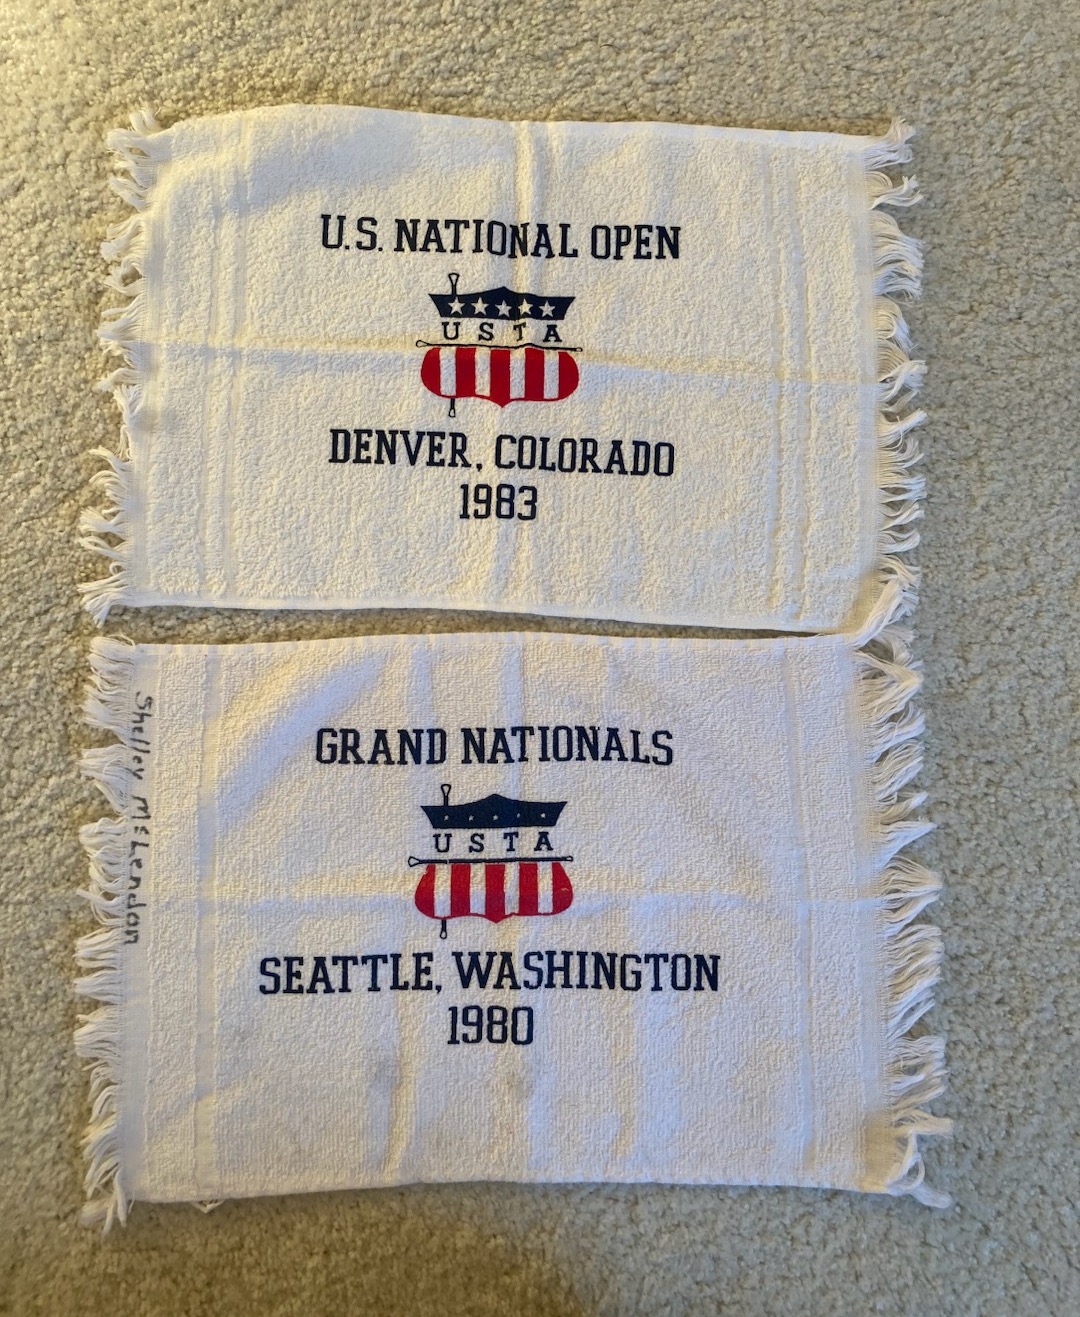 U.S. NATIONAL OPEN
USTA
DENVER, COLORADO
1983
Shelley McLendon
GRAND NATIONALS
USTA
SEATTLE, WASHINGTON
1980